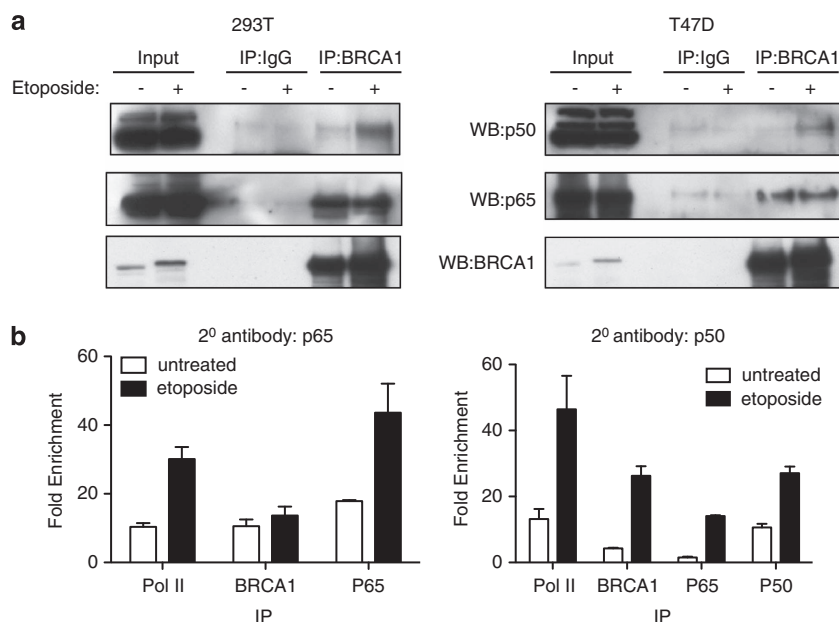 a
293T
T47D
Input IP:IgG IP:BRCA1
Input IP:IgG IP:BRCA1
Etoposide: - + - + - +
- + - + - +
WB:p50
WB:p65
WB:BRCA1
b
2⁰ antibody: p65
untreated
etoposide
60
40
20
0
Fold Enrichment
Pol II BRCA1 P65
IP
2⁰ antibody: p50
untreated
etoposide
60
40
20
0
Fold Enrichment
Pol II BRCA1 P65 P50
IP